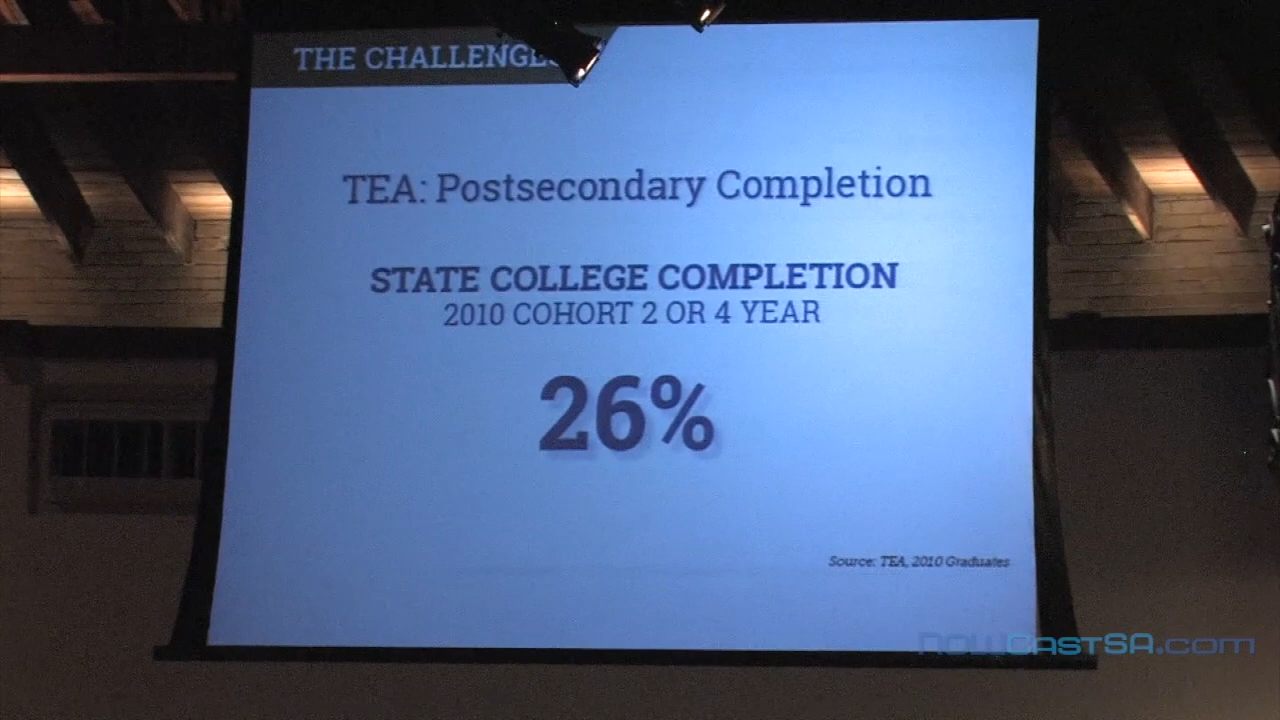 THE CHALLENGE
TEA: Postsecondary Completion
STATE COLLEGE COMPLETION
2010 COHORT 2 OR 4 YEAR
26%
Source: TEA, 2010 Graduates
nowcastSA.com